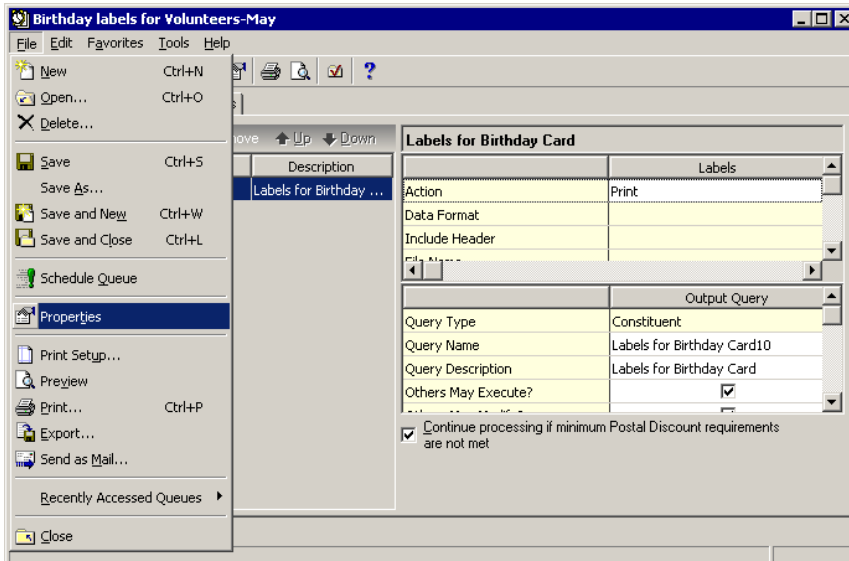 Birthday labels for Volunteers-May
File Edit Favorites Tools Help
New Ctrl+N
Open... Ctrl+O
Delete...
Save Ctrl+S
Save As...
Save and New Ctrl+W
Save and Close Ctrl+L
Schedule Queue
Properties
Print Setup...
Preview
Print... Ctrl+P
Export...
Send as Mail...
Recently Accessed Queues
Close
Up Down
Description
Labels for Birthday ...
Labels for Birthday Card
Labels
Action Print
Data Format
Include Header
File Name
Output Query
Query Type Constituent
Query Name Labels for Birthday Card10
Query Description Labels for Birthday Card
Others May Execute?
Continue processing if minimum Postal Discount requirements
are not met